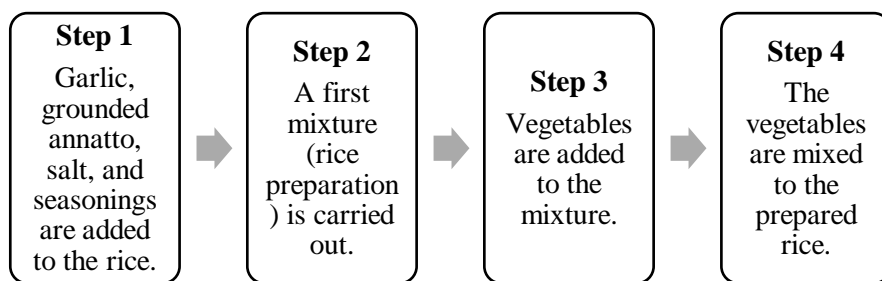 Step 1
Garlic,
grounded
annatto,
salt, and
seasonings
are added
to the rice.
Step 2
A first
mixture
(rice
preparation
) is carried
out.
Step 3
Vegetables
are added
to the
mixture.
Step 4
The
vegetables
are mixed
to the
prepared
rice.